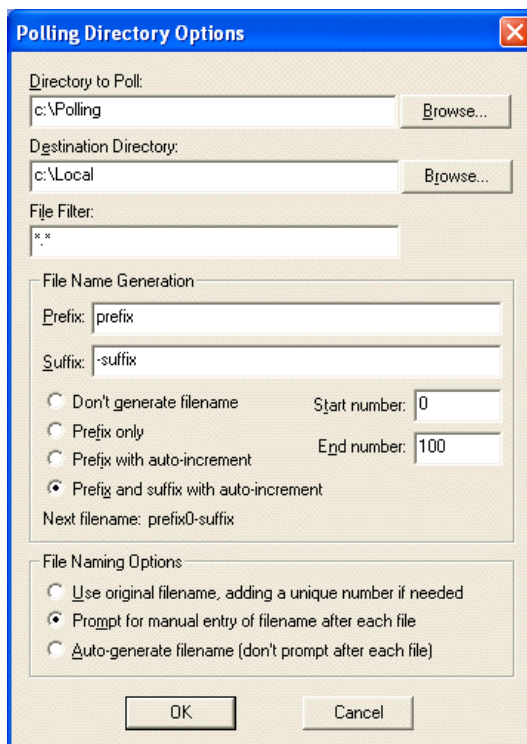 Polling Directory Options
Directory to Poll:
c:\Polling
Browse...
Destination Directory:
c:\Local
Browse...
File Filter:
*.*
File Name Generation
Prefix: prefix
Suffix: -suffix
Don't generate filename
Start number: 0
Prefix only
End number: 100
Prefix with auto-increment
Prefix and suffix with auto-increment
Next filename: prefix0-suffix
File Naming Options
Use original filename, adding a unique number if needed
Prompt for manual entry of filename after each file
Auto-generate filename (don't prompt after each file)
OK Cancel